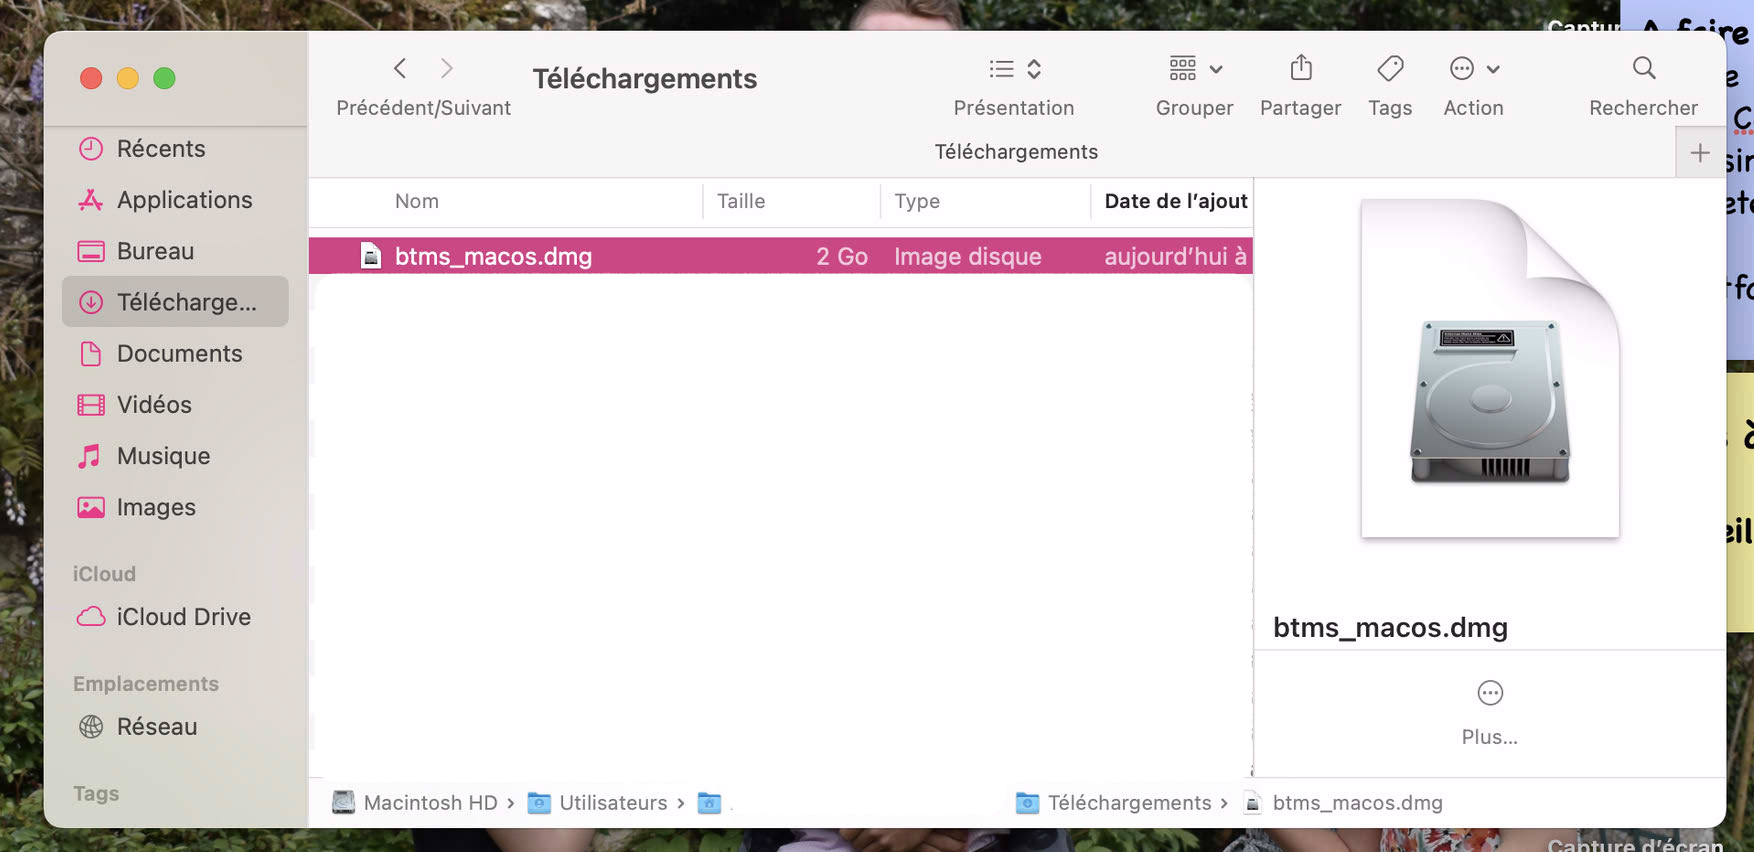 Téléchargements
Précédent/Suivant
Présentation
Grouper
Partager
Tags
Action
Rechercher
Téléchargements
Récents
Applications
Bureau
Télécharge...
Documents
Vidéos
Musique
Images
iCloud
iCloud Drive
Emplacements
Réseau
Tags
Nom Taille Type Date de l’ajout
btms_macos.dmg 2 Go Image disque aujourd’hui à
btms_macos.dmg
Plus...
Macintosh HD › Utilisateurs › Téléchargements › btms_macos.dmg
A faire
Capture d’écran